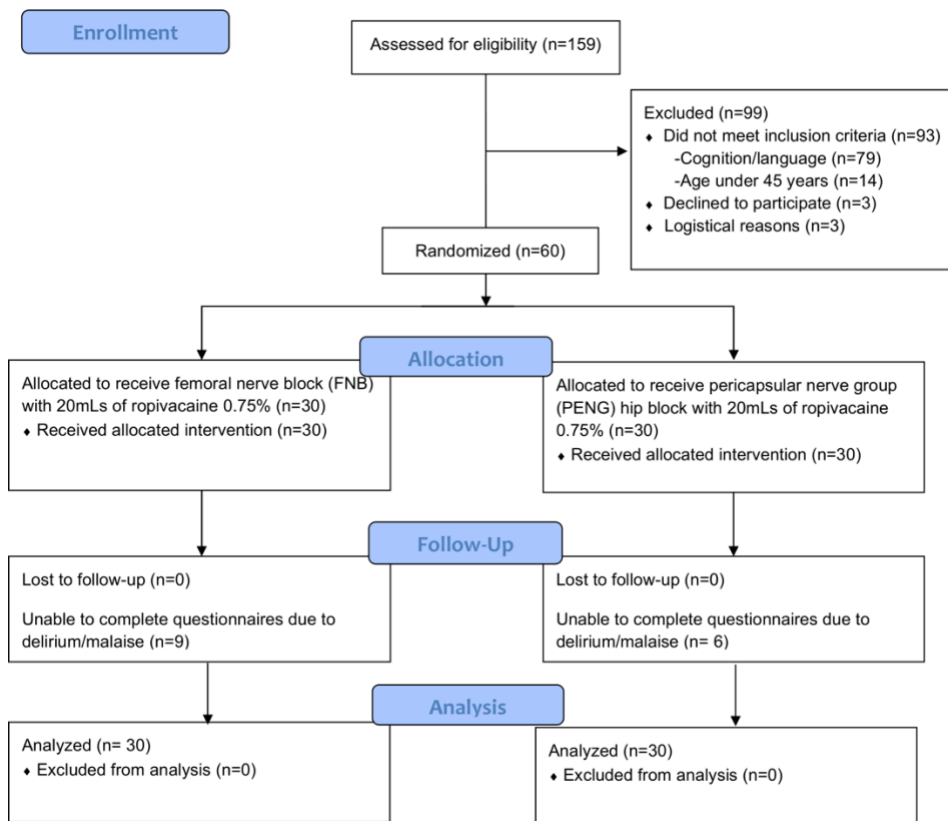 Enrollment
Assessed for eligibility (n=159)
Excluded (n=99)
♦ Did not meet inclusion criteria (n=93)
-Cognition/language (n=79)
-Age under 45 years (n=14)
♦ Declined to participate (n=3)
♦ Logistical reasons (n=3)
Randomized (n=60)
Allocation
Allocated to receive femoral nerve block (FNB)
with 20mLs of ropivacaine 0.75% (n=30)
♦ Received allocated intervention (n=30)
Allocated to receive pericapsular nerve group
(PENG) hip block with 20mLs of ropivacaine
0.75% (n=30)
♦ Received allocated intervention (n=30)
Follow-Up
Lost to follow-up (n=0)
Unable to complete questionnaires due to
delirium/malaise (n=9)
Lost to follow-up (n=0)
Unable to complete questionnaires due to
delirium/malaise (n= 6)
Analysis
Analyzed (n= 30)
♦ Excluded from analysis (n=0)
Analyzed (n=30)
♦ Excluded from analysis (n=0)